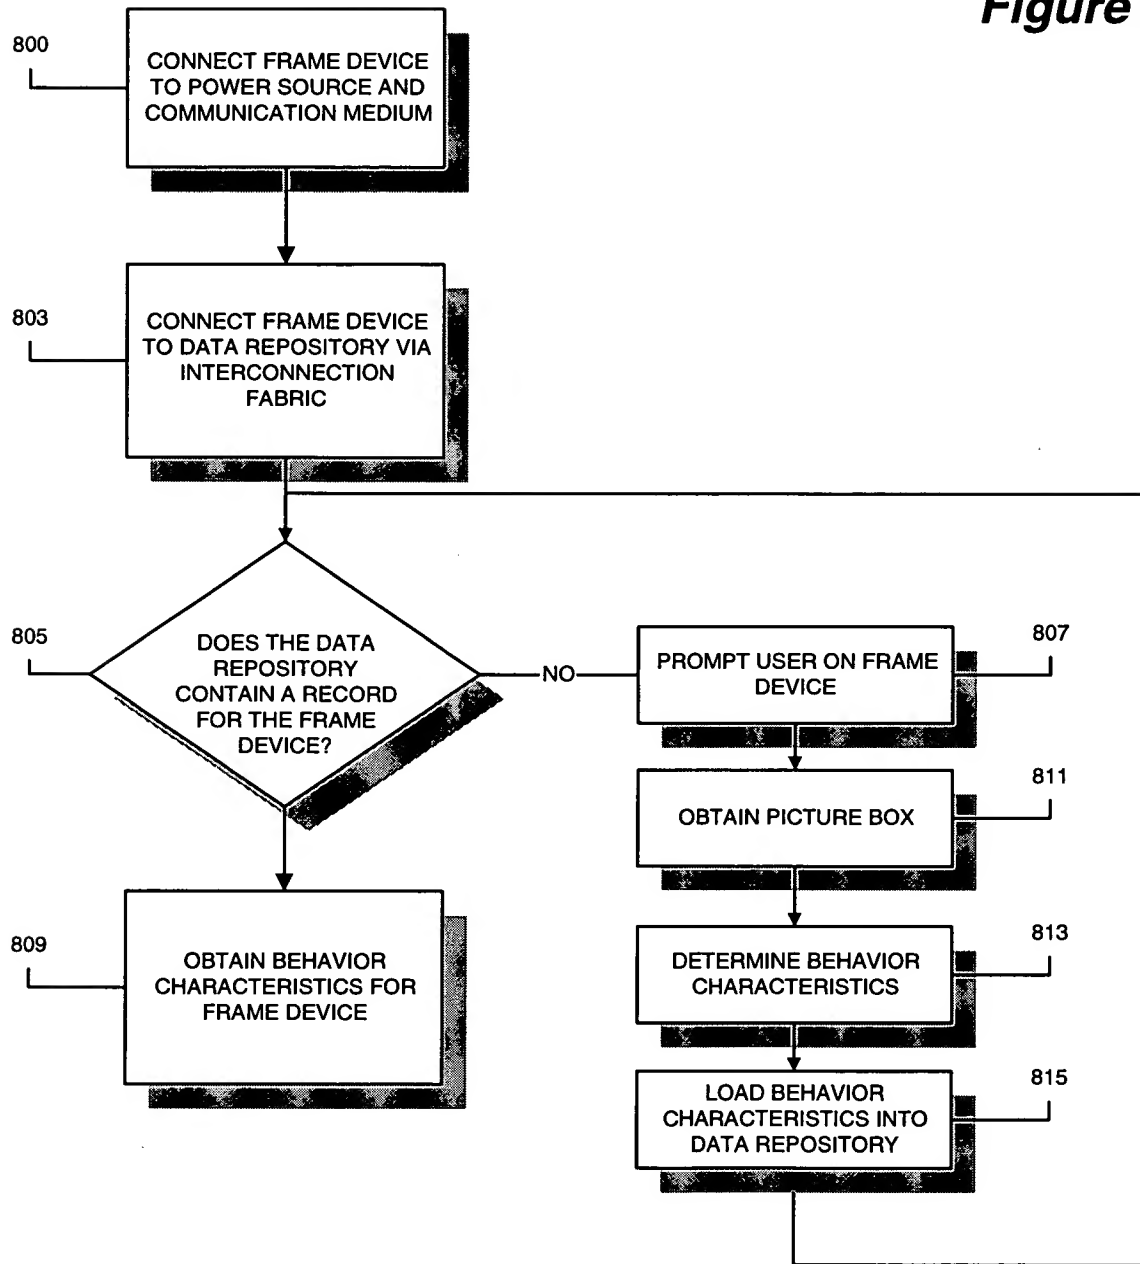 Figure
800
CONNECT FRAME DEVICE
TO POWER SOURCE AND
COMMUNICATION MEDIUM
803
CONNECT FRAME DEVICE
TO DATA REPOSITORY VIA
INTERCONNECTION
FABRIC
805
DOES THE DATA
REPOSITORY
CONTAIN A RECORD
FOR THE FRAME
DEVICE?
NO
PROMPT USER ON FRAME
DEVICE
807
OBTAIN PICTURE BOX
811
DETERMINE BEHAVIOR
CHARACTERISTICS
813
LOAD BEHAVIOR
CHARACTERISTICS INTO
DATA REPOSITORY
815
809
OBTAIN BEHAVIOR
CHARACTERISTICS FOR
FRAME DEVICE